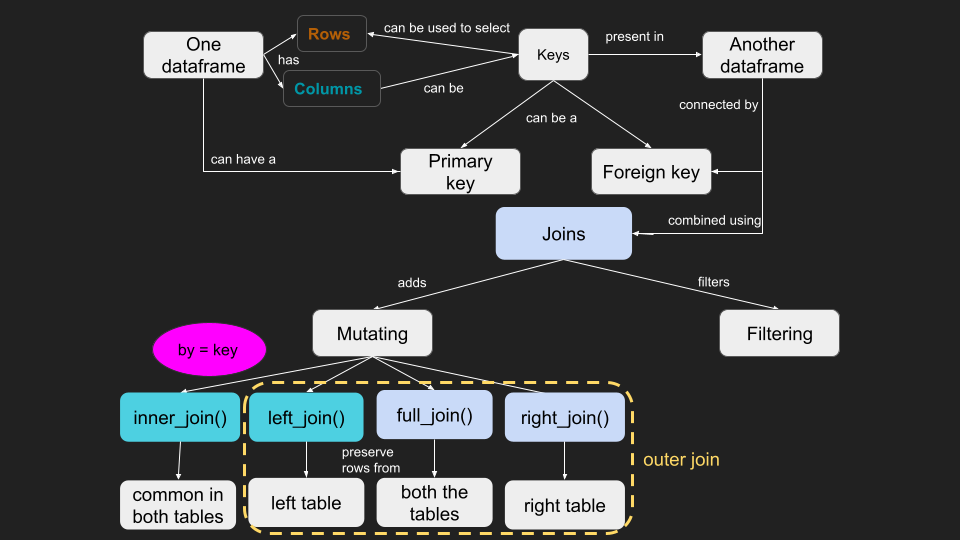 One
dataframe
has
Rows
Columns
can be used to select
can be
Keys
present in
Another
dataframe
connected by
can be a
can have a
Primary
key
Foreign key
combined using
Joins
adds
filters
Mutating
Filtering
by = key
inner_join()
left_join()
full_join()
right_join()
preserve
rows from
outer join
common in
both tables
left table
both the
tables
right table